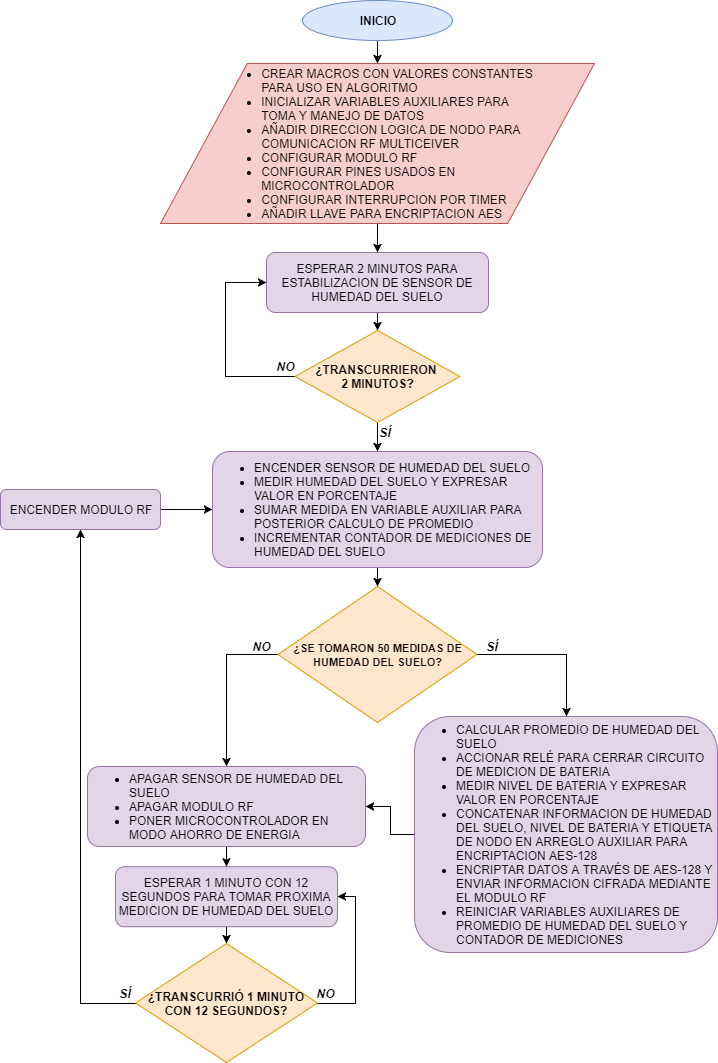 INICIO
• CREAR MACROS CON VALORES CONSTANTES
PARA USO EN ALGORITMO
• INICIALIZAR VARIABLES AUXILIARES PARA
TOMA Y MANEJO DE DATOS
• AÑADIR DIRECCION LOGICA DE NODO PARA
COMUNICACION RF MULTICEIVER
• CONFIGURAR MODULO RF
• CONFIGURAR PINES USADOS EN
MICROCONTROLADOR
• CONFIGURAR INTERRUPCION POR TIMER
• AÑADIR LLAVE PARA ENCRIPTACION AES
ESPERAR 2 MINUTOS PARA
ESTABILIZACION DE SENSOR DE
HUMEDAD DEL SUELO
NO
¿TRANSCURRIERON
2 MINUTOS?
SÍ
ENCENDER MODULO RF
• ENCENDER SENSOR DE HUMEDAD DEL SUELO
• MEDIR HUMEDAD DEL SUELO Y EXPRESAR
VALOR EN PORCENTAJE
• SUMAR MEDIDA EN VARIABLE AUXILIAR PARA
POSTERIOR CALCULO DE PROMEDIO
• INCREMENTAR CONTADOR DE MEDICIONES DE
HUMEDAD DEL SUELO
NO
¿SE TOMARON 50 MEDIDAS DE
HUMEDAD DEL SUELO?
SÍ
• CALCULAR PROMEDIO DE HUMEDAD DEL
SUELO
• ACCIONAR RELÉ PARA CERRAR CIRCUITO
DE MEDICION DE BATERIA
• MEDIR NIVEL DE BATERIA Y EXPRESAR
VALOR EN PORCENTAJE
• CONCATENAR INFORMACION DE HUMEDAD
DEL SUELO, NIVEL DE BATERIA Y ETIQUETA
DE NODO EN ARREGLO AUXILIAR PARA
ENCRIPTACION AES-128
• ENCRIPTAR DATOS A TRAVÉS DE AES-128 Y
ENVIAR INFORMACION CIFRADA MEDIANTE
EL MODULO RF
• REINICIAR VARIABLES AUXILIARES DE
PROMEDIO DE HUMEDAD DEL SUELO Y
CONTADOR DE MEDICIONES
• APAGAR SENSOR DE HUMEDAD DEL
SUELO
• APAGAR MODULO RF
• PONER MICROCONTROLADOR EN
MODO AHORRO DE ENERGIA
ESPERAR 1 MINUTO CON 12
SEGUNDOS PARA TOMAR PROXIMA
MEDICION DE HUMEDAD DEL SUELO
SÍ
¿TRANSCURRIÓ 1 MINUTO
CON 12 SEGUNDOS?
NO